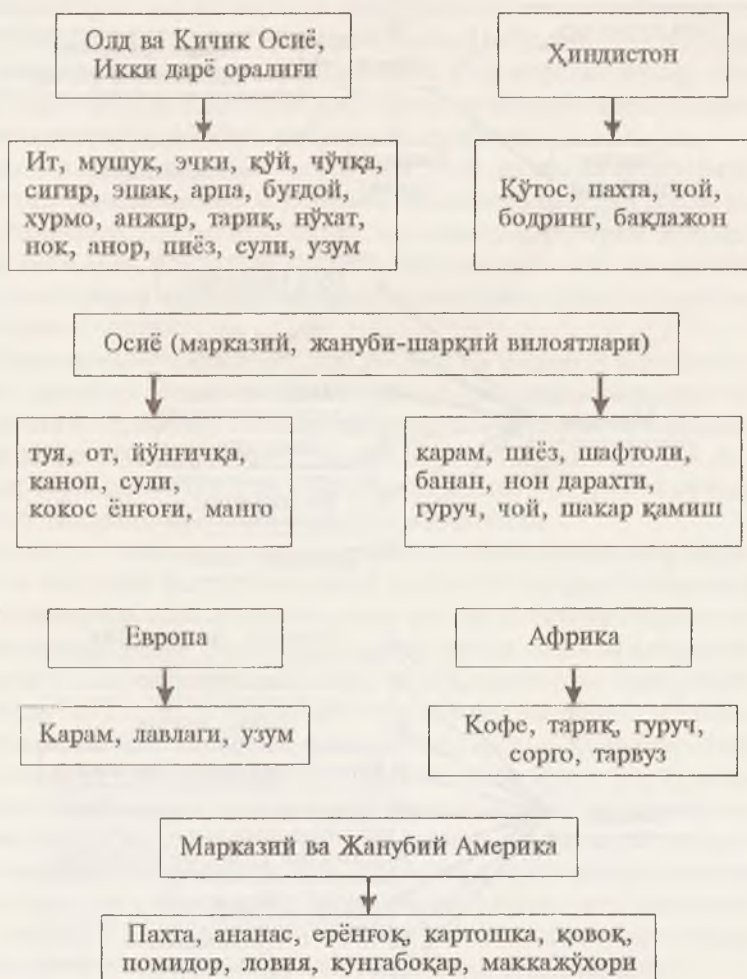 Олд ва Кичик Осиё,
Икки дарё оралиғи
Ҳиндистон
Ит, мушук, эчки, қўй, чўчқа,
сигир, эшак, арпа, буғдой,
хурмо, анжир, тариқ, нўхат,
нок, анор, пиёз, сули, узум
Қўтос, пахта, чой,
бодринг, бақлажон
Осиё (марказий, жануби-шарқий вилоятлари)
туя, от, йўнғичқа,
каноп, сули,
кокос ёнғоғи, манго
карам, пиёз, шафтоли,
банан, нон дарахти,
гуруч, чой, шакар қамиш
Европа
Африка
Карам, лавлаги, узум
Кофе, тариқ, гуруч,
сорго, тарвуз
Марказий ва Жанубий Америка
Пахта, ананас, ерёнғоқ, картошка, қовоқ,
помидор, ловия, кунгабоқар, маккажўхори